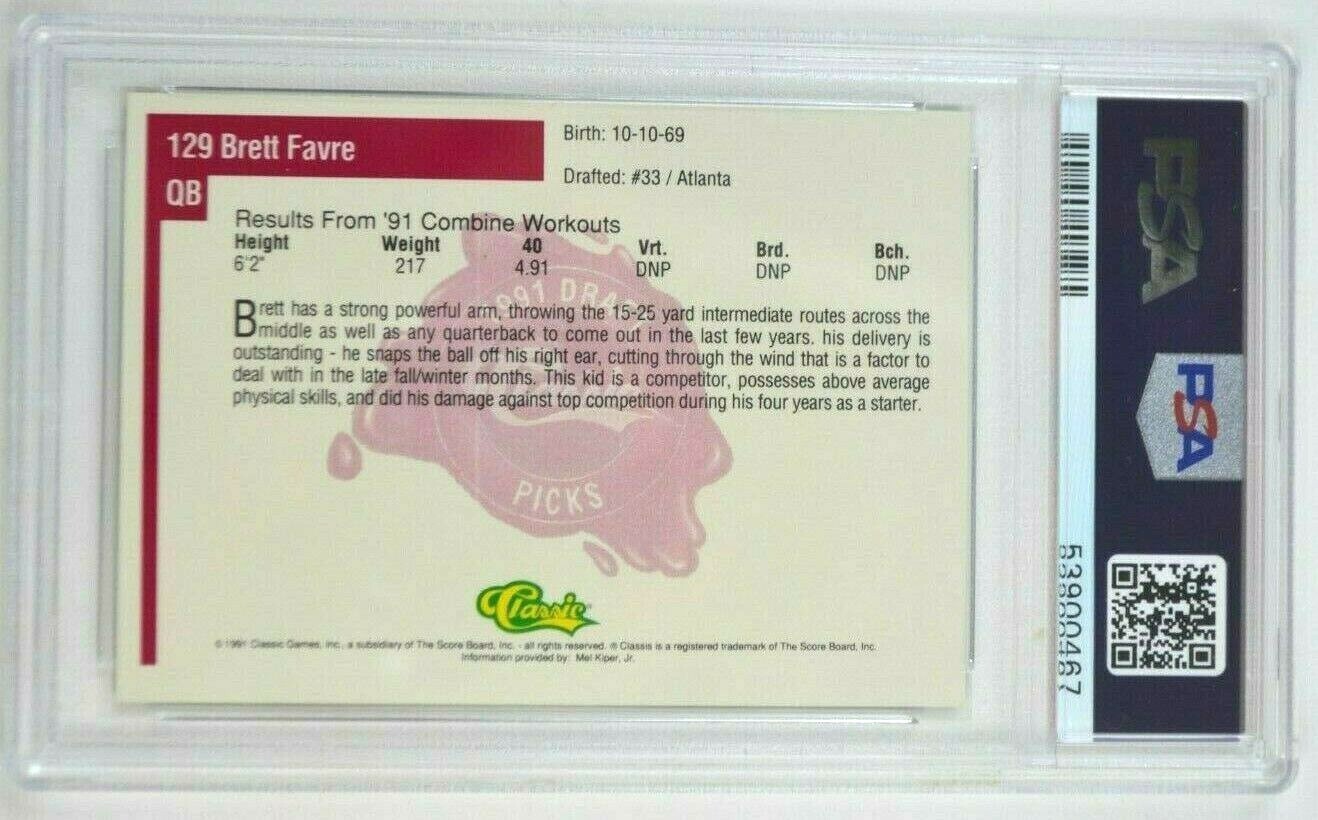 129 Brett Favre
QB
Birth: 10-10-69
Drafted: #33 / Atlanta
Results From '91 Combine Workouts
Height Weight 40 Vrt. Brd. Bch.
6'2" 217 4.91 DNP DNP DNP
Brett has a strong powerful arm, throwing the 15-25 yard intermediate routes across the
middle as well as any quarterback to come out in the last few years. his delivery is
outstanding - he snaps the ball off his right ear, cutting through the wind that is a factor to
deal with in the late fall/winter months. This kid is a competitor, possesses above average
physical skills, and did his damage against top competition during his four years as a starter.
1991 DRAFT
PICKS
Classic
© 1991 Classic Games, Inc., a subsidiary of The Score Board, Inc. - all rights reserved. ® Classis is a registered trademark of The Score Board, Inc.
Information provided by: Mel Kiper, Jr.
PSA
PSA
53900467